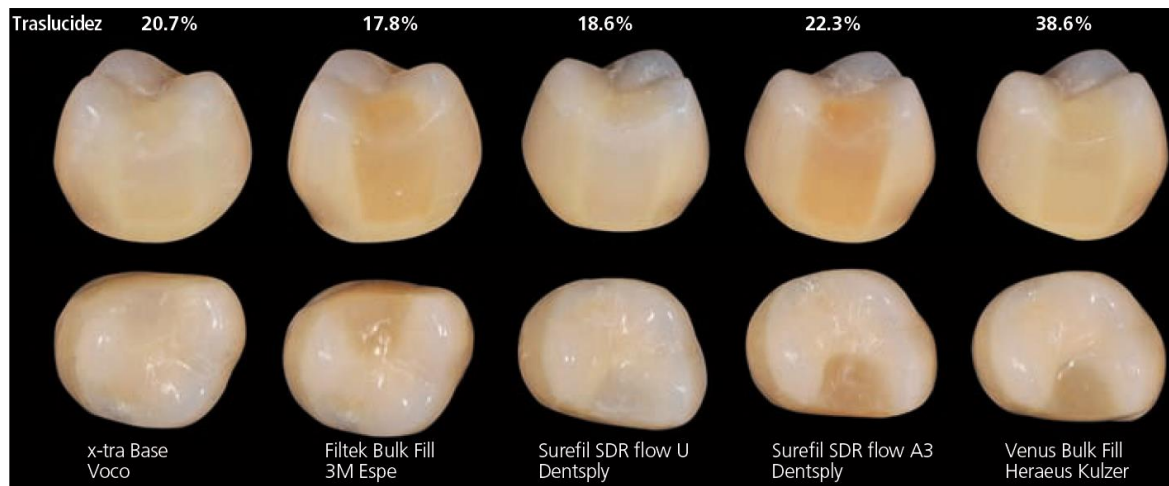 Traslucidez 20.7% 17.8% 18.6% 22.3% 38.6%
x-tra Base
Voco
Filtek Bulk Fill
3M Espe
Surefil SDR flow U
Dentsply
Surefil SDR flow A3
Dentsply
Venus Bulk Fill
Heraeus Kulzer